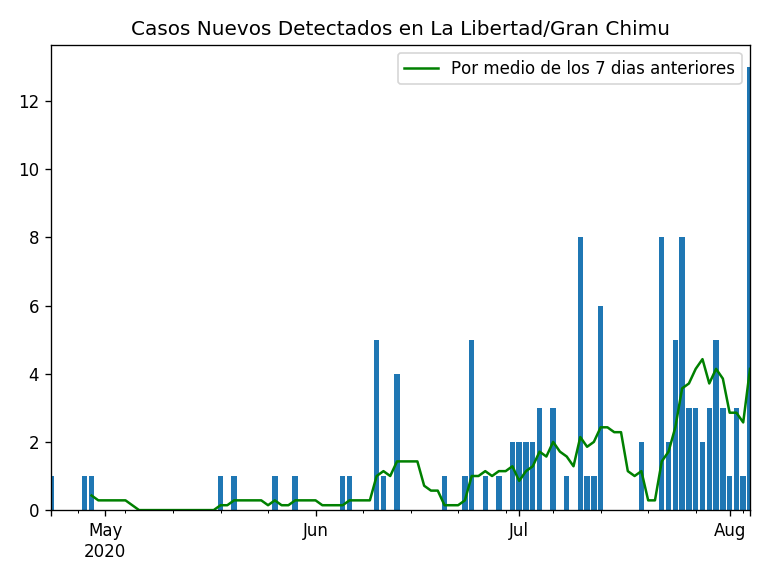 Casos Nuevos Detectados en La Libertad/Gran Chimu
Por medio de los 7 dias anteriores
12
10
8
6
4
2
0
May Jun Jul Aug
2020